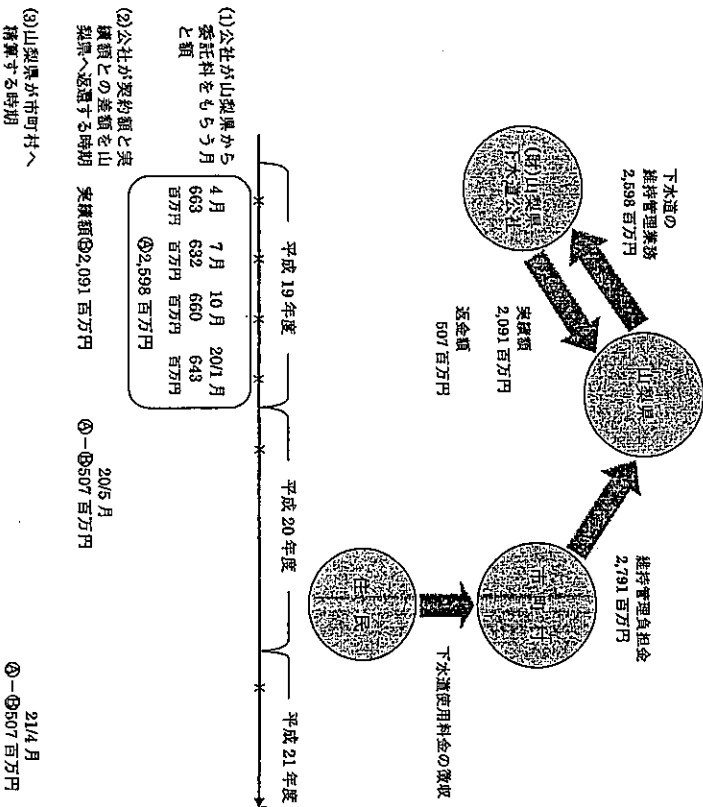 下水道の
維持管理業務
2,598 百万円
(財)山梨県
下水道公社
山梨県
実績額
2,091 百万円
返金額
507 百万円
維持管理負担金
2,791 百万円
市町村
住民
下水道使用料金の徴収
平成 19 年度
平成 20 年度
平成 21 年度
(1)公社が山梨県から
委託料をもらう月
と額
4 月 7 月 10 月 20/1 月
663 632 660 643
百万円 百万円 百万円 百万円
Ⓐ2,598 百万円
(2)公社が契約額と実
績額との差額を山
梨県へ返還する時期
実績額Ⓑ2,091 百万円
20/5 月
Ⓐ－Ⓑ507 百万円
(3)山梨県が市町村へ
精算する時期
21/4 月
Ⓐ－Ⓑ507 百万円